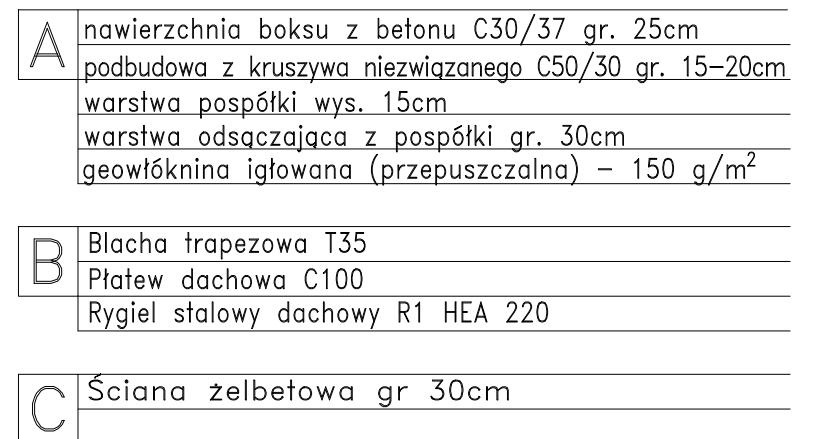 A
nawierzchnia boksu z betonu C30/37 gr. 25cm
podbudowa z kruszywa niezwiązanego C50/30 gr. 15-20cm
warstwa pospółki wys. 15cm
warstwa odsączająca z pospółki gr. 30cm
geowłóknina igłowana (przepuszczalna) - 150 g/m²
B
Blacha trapezowa T35
Płatew dachowa C100
Rygiel stalowy dachowy R1 HEA 220
C
Ściana żelbetowa gr 30cm